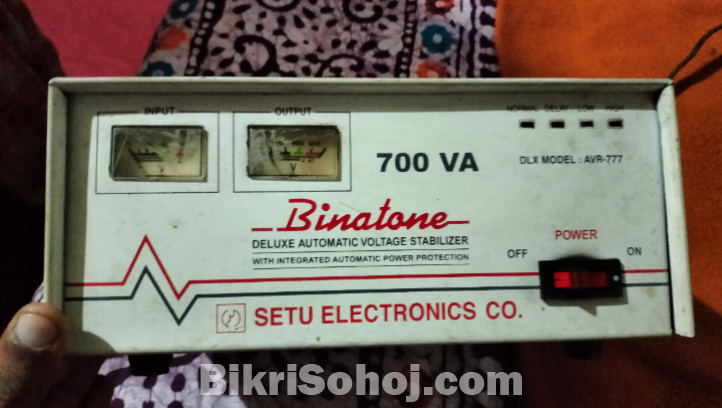 INPUT
OUTPUT
NORMAL DELAY LOW HIGH
V
V
700 VA
DLX MODEL : AVR-777
Binatone
DELUXE AUTOMATIC VOLTAGE STABILIZER
WITH INTEGRATED AUTOMATIC POWER PROTECTION
POWER
OFF
ON
SETU ELECTRONICS CO.
BikriSohoj.com